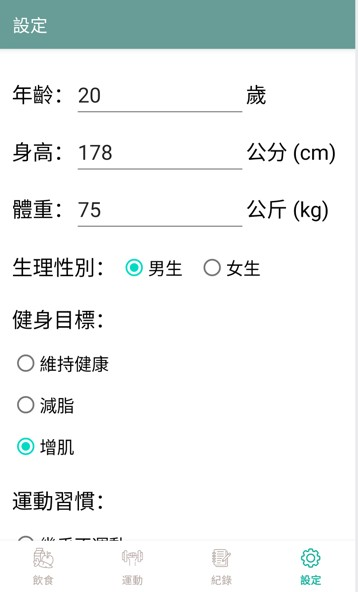 設定
年齡： 20 歲
身高： 178 公分 (cm)
體重： 75 公斤 (kg)
生理性別： 男生 女生
健身目標：
維持健康
減脂
增肌
運動習慣：
飲食 運動 紀錄 設定